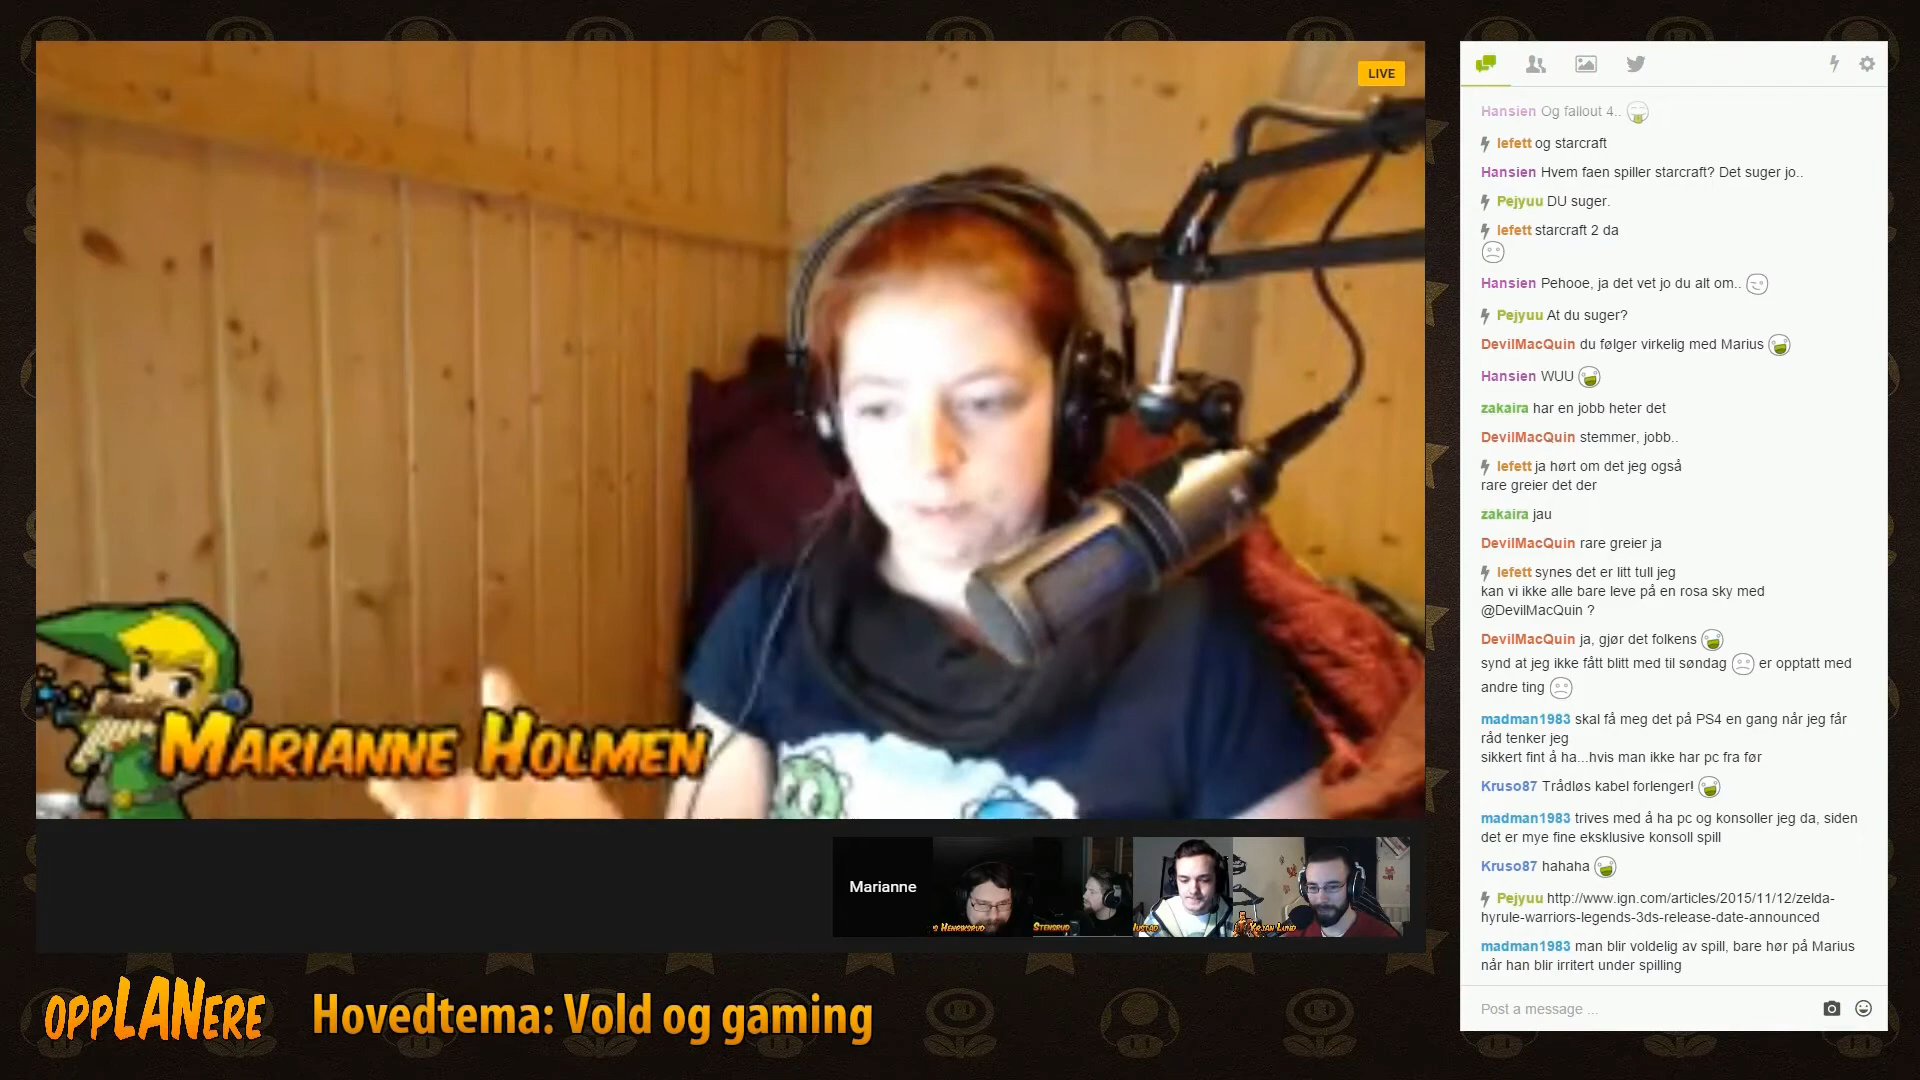 LIVE
MARIANNE HOLMEN
Marianne
HENRIKSRUD
STENSRUD
LUND
OPPLANERE
Hovedtema: Vold og gaming
Hansien Og fallout 4..
lefett og starcraft
Hansien Hvem faen spiller starcraft? Det suger jo..
Pejyuu DU suger.
lefett starcraft 2 da
Hansien Pehooe, ja det vet jo du alt om..
Pejyuu At du suger?
DevilMacQuin du følger virkelig med Marius
Hansien WUU
zakaira har en jobb heter det
DevilMacQuin stemmer, jobb..
lefett ja hørt om det jeg også
rare greier det der
zakaira jau
DevilMacQuin rare greier ja
lefett synes det er litt tull jeg
kan vi ikke alle bare leve på en rosa sky med
@DevilMacQuin ?
DevilMacQuin ja, gjør det folkens
synd at jeg ikke fått blitt med til søndag er opptatt med
andre ting
madman1983 skal få meg det på PS4 en gang når jeg får
råd tenker jeg
sikkert fint å ha...hvis man ikke har pc fra før
Kruso87 Trådløs kabel forlenger!
madman1983 trives med å ha pc og konsoller jeg da, siden
det er mye fine eksklusive konsoll spill
Kruso87 hahaha
Pejyuu http://www.ign.com/articles/2015/11/12/zelda-
hyrule-warriors-legends-3ds-release-date-announced
madman1983 man blir voldelig av spill, bare hør på Marius
når han blir irritert under spilling
Post a message ...